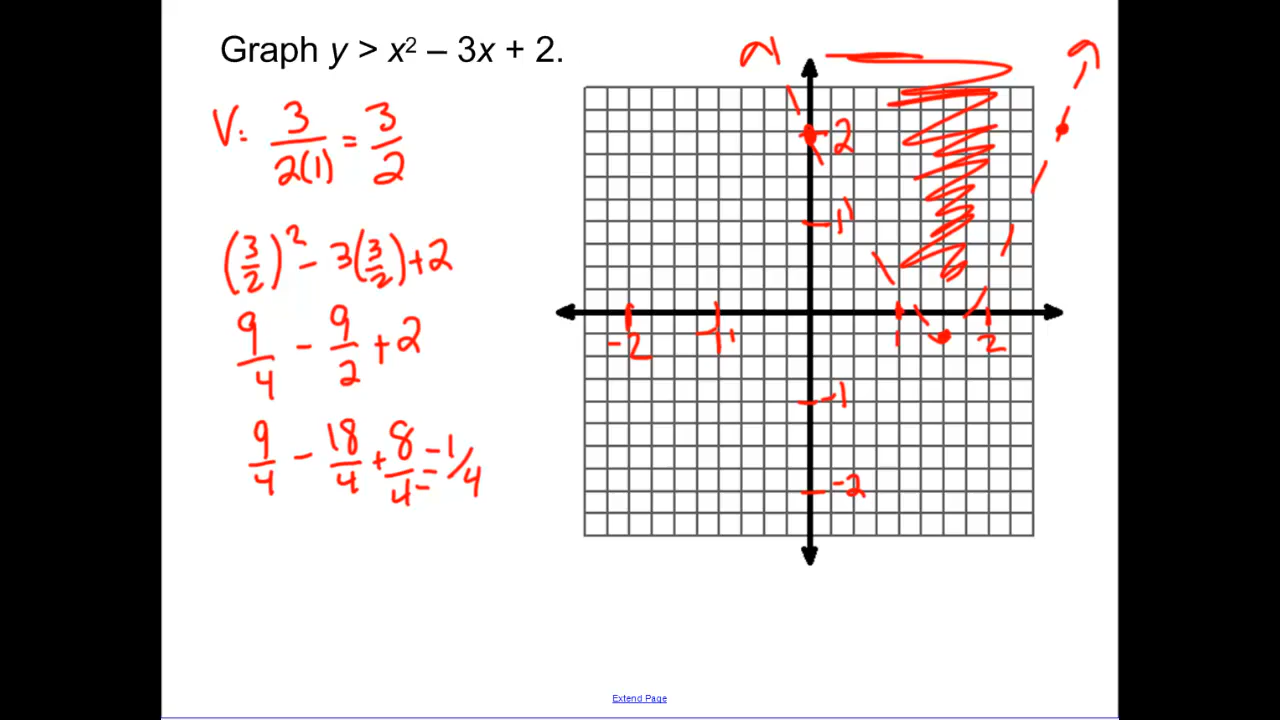 Graph y > x² – 3x + 2.
V: 3/2(1) = 3/2
(3/2)² - 3(3/2) + 2
9/4 - 9/2 + 2
9/4 - 18/4 + 8/4 = -1/4
2
1
-2
-1
1
2
-1
-2
Extend Page